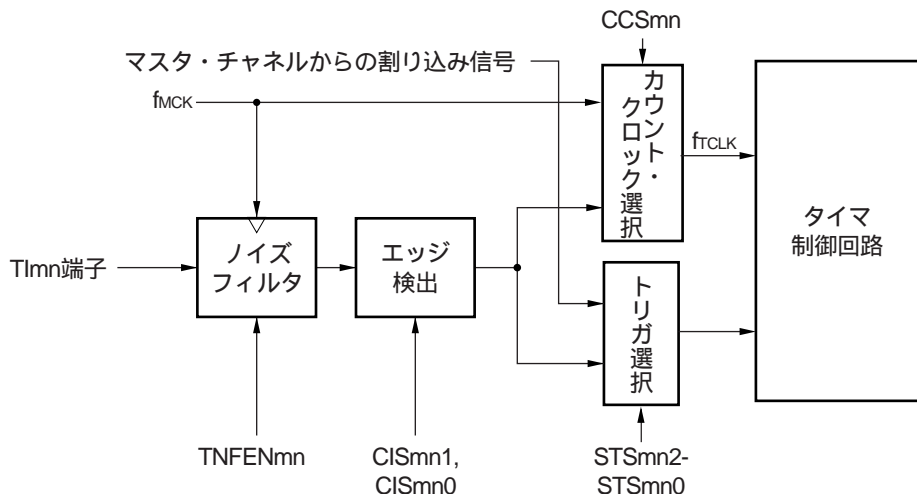 CCSmn
マスタ・チャネルからの割り込み信号
fMCK
カウント・
クロック選択
fTCLK
タイマ
制御回路
TImn端子
ノイズ
フィルタ
エッジ
検出
トリガ選択
TNFENmn
CISmn1,
CISmn0
STSmn2-
STSmn0